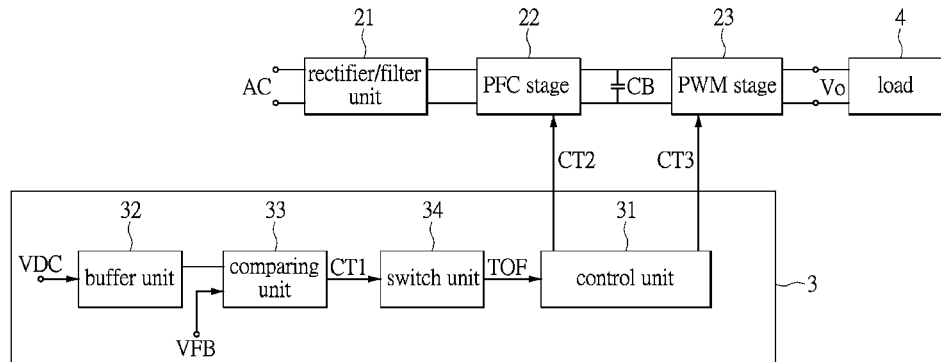 21
22
23
4
AC
rectifier/filter
unit
PFC stage
CB
PWM stage
Vo
load
CT2
CT3
32
33
34
31
VDC
buffer unit
comparing
unit
CT1
switch unit
TOF
control unit
3
VFB